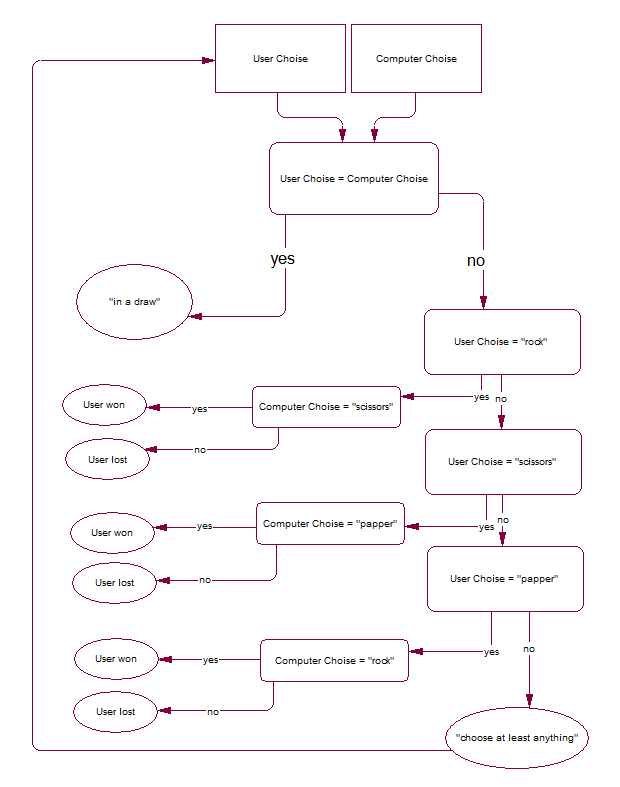 User Choise
Computer Choise
User Choise = Computer Choise
yes
no
"in a draw"
User Choise = "rock"
yes
no
Computer Choise = "scissors"
yes
User won
no
User lost
User Choise = "scissors"
yes
no
Computer Choise = "papper"
yes
User won
no
User lost
User Choise = "papper"
yes
no
Computer Choise = "rock"
yes
User won
no
User lost
"choose at least anything"